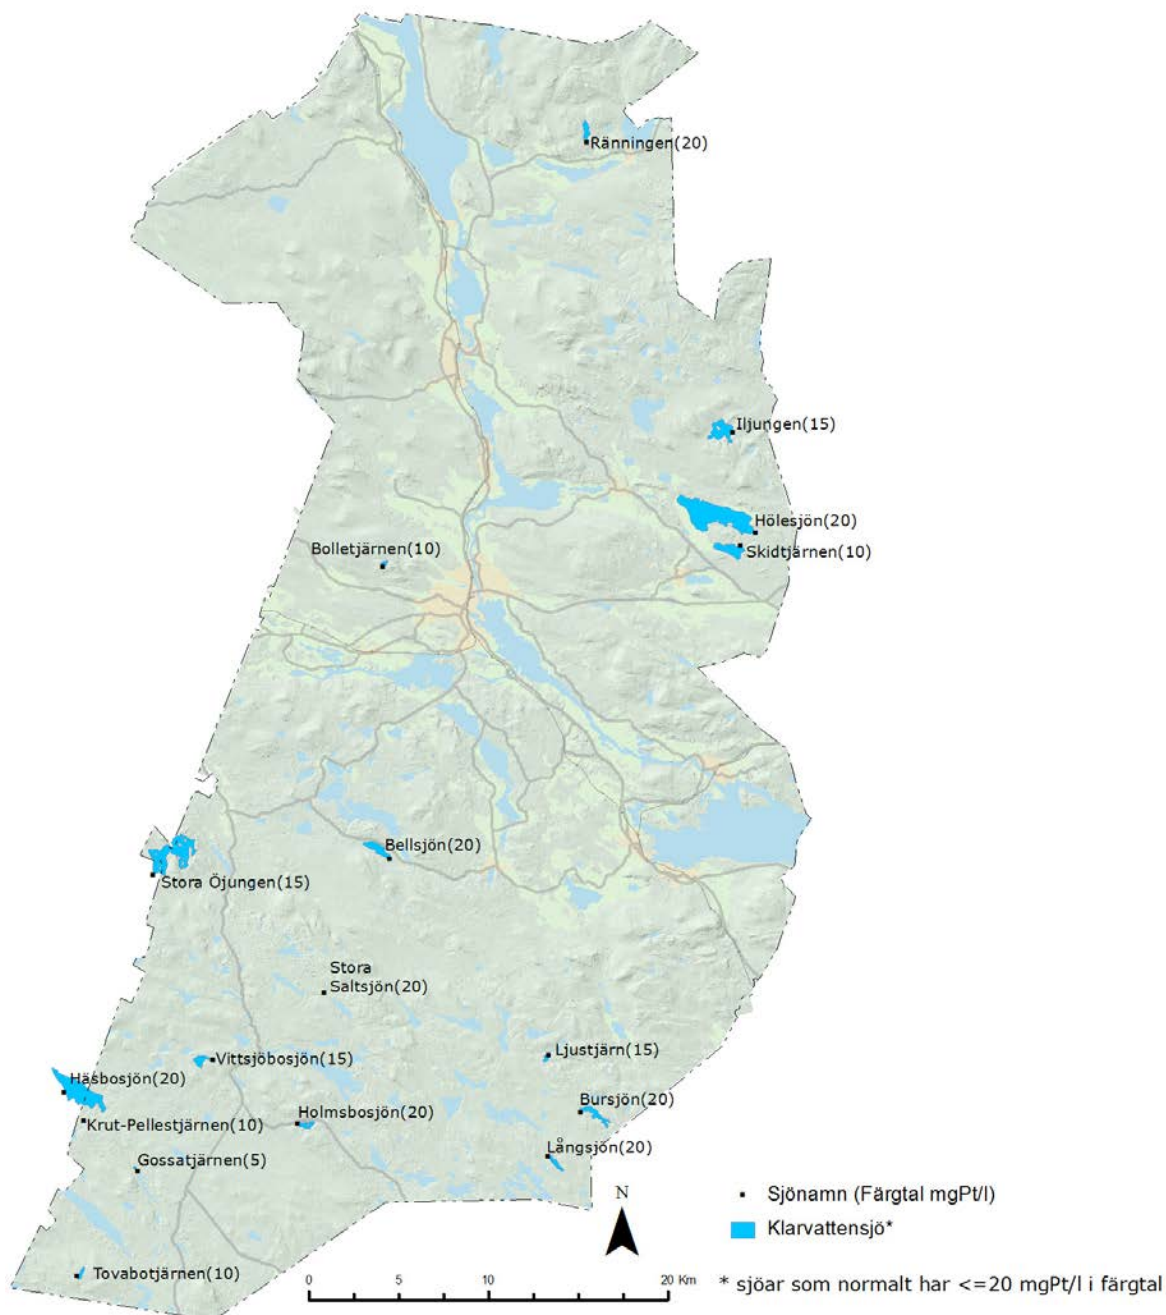 Ränningen(20)
Iljungen(15)
Hölesjön(20)
Skidtjärnen(10)
Bolletjärnen(10)
Bellsjön(20)
Stora Öjungen(15)
Stora
Saltsjön(20)
Ljustjärn(15)
Vittsjöbosjön(15)
Häsbosjön(20)
Bursjön(20)
Holmsbosjön(20)
Krut-Pellestjärnen(10)
Långsjön(20)
Gossatjärnen(5)
Tovabotjärnen(10)
N
▪ Sjönamn (Färgtal mgPt/l)
Klarvattensjö*
0 5 10 20 Km
* sjöar som normalt har <=20 mgPt/l i färgtal